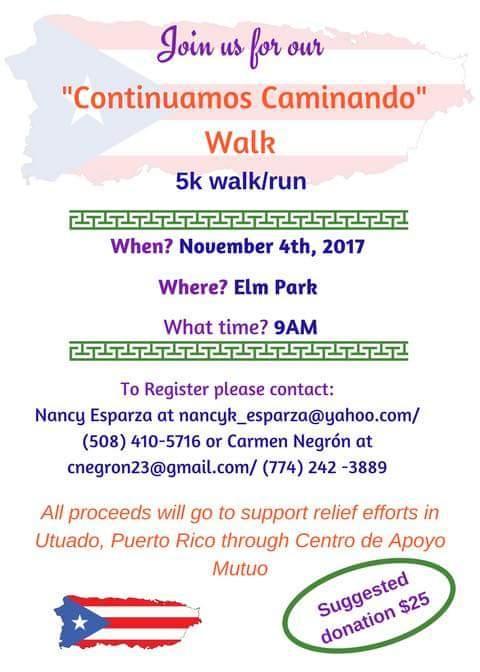 Join us for our
"Continuamos Caminando"
Walk
5k walk/run
When? November 4th, 2017
Where? Elm Park
What time? 9AM
To Register please contact:
Nancy Esparza at nancyk_esparza@yahoo.com/
(508) 410-5716 or Carmen Negrón at
cnegron23@gmail.com/ (774) 242 -3889
All proceeds will go to support relief efforts in
Utuado, Puerto Rico through Centro de Apoyo
Mutuo
Suggested
donation $25